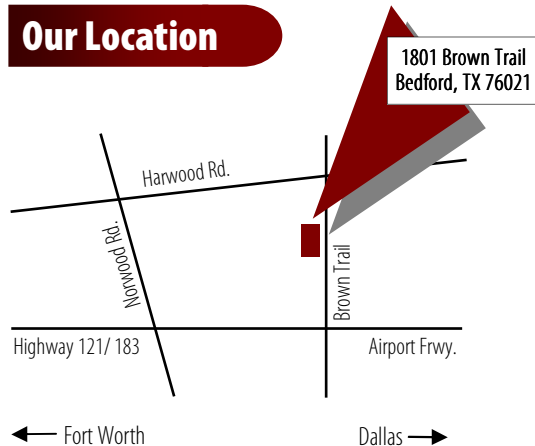 Our Location
1801 Brown Trail
Bedford, TX 76021
Harwood Rd.
Norwood Rd.
Brown Trail
Highway 121/ 183
Airport Frwy.
Fort Worth
Dallas